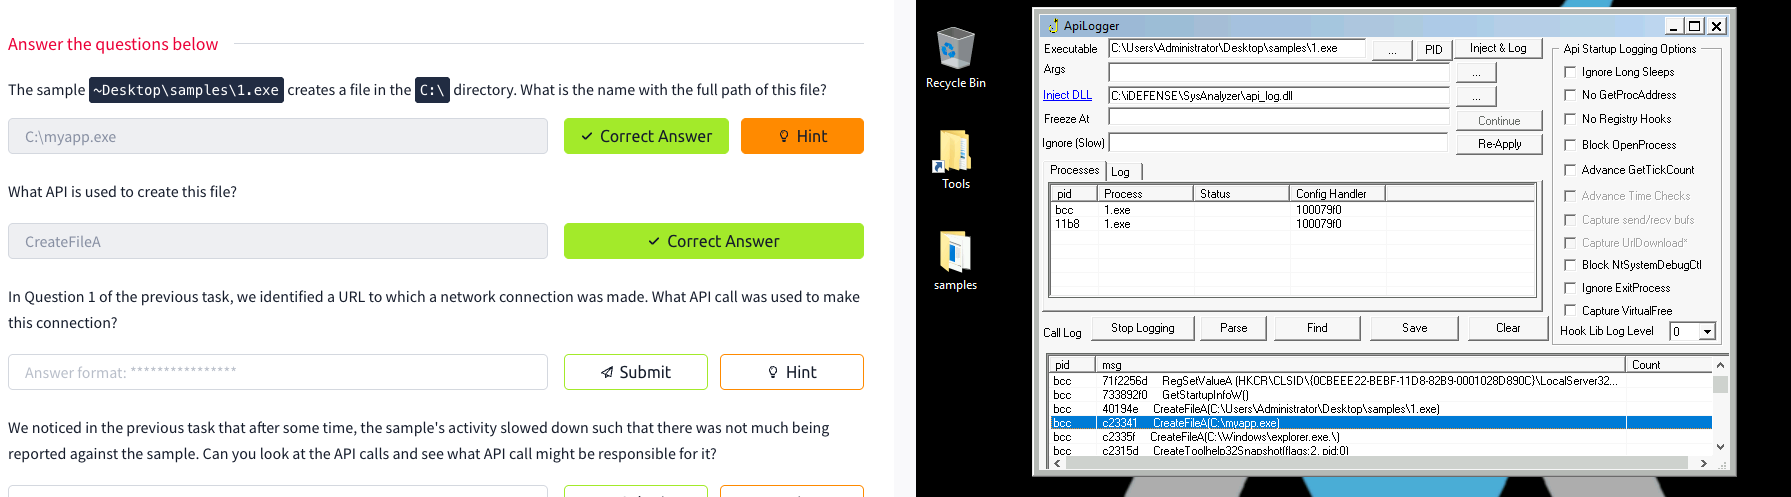 Answer the questions below
The sample ~Desktop\samples\1.exe creates a file in the C:\ directory. What is the name with the full path of this file?
C:\myapp.exe
Correct Answer
Hint
What API is used to create this file?
CreateFileA
Correct Answer
In Question 1 of the previous task, we identified a URL to which a network connection was made. What API call was used to make
this connection?
Answer format: ****************
Submit
Hint
We noticed in the previous task that after some time, the sample's activity slowed down such that there was not much being
reported against the sample. Can you look at the API calls and see what API call might be responsible for it?
Recycle Bin
Tools
samples
ApiLogger
Executable C:\Users\Administrator\Desktop\samples\1.exe ... PID Inject & Log
Args ...
Inject DLL C:\iDEFENSE\SysAnalyzer\api_log.dll ...
Freeze At Continue
Ignore (Slow) Re-Apply
Processes Log
pid Process Status Config Handler
bcc 1.exe 100079f0
11b8 1.exe 100079f0
Api Startup Logging Options
Ignore Long Sleeps
No GetProcAddress
No Registry Hooks
Block OpenProcess
Advance GetTickCount
Advance Time Checks
Capture send/recv bufs
Capture UrlDownload*
Block NtSystemDebugCtl
Ignore ExitProcess
Capture VirtualFree
Hook Lib Log Level 0
Call Log Stop Logging Parse Find Save Clear
pid msg Count
bcc 71f2256d RegSetValueA (HKCR\CLSID\{0CBEEE22-BEBF-11D8-82B9-0001028D890C}\LocalServer32...
bcc 733892f0 GetStartupInfoW()
bcc 40194e CreateFileA(C:\Users\Administrator\Desktop\samples\1.exe)
bcc c23341 CreateFileA(C:\myapp.exe)
bcc c2335f CreateFileA(C:\Windows\explorer.exe,\)
bcc c2315d CreateToolhelp32Snapshot(flags:2, pid:0)